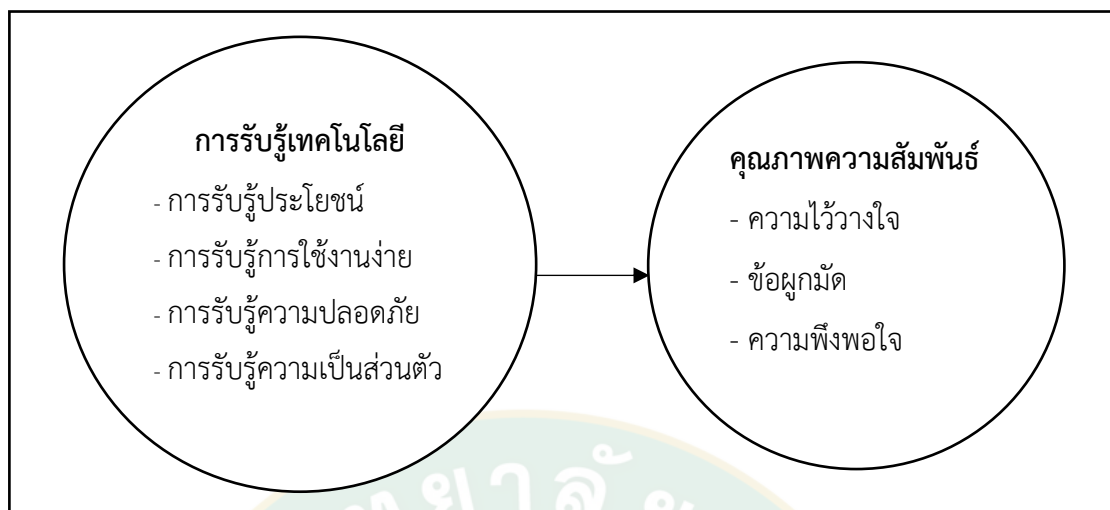 การรับรู้เทคโนโลยี
- การรับรู้ประโยชน์
- การรับรู้การใช้งานง่าย
- การรับรู้ความปลอดภัย
- การรับรู้ความเป็นส่วนตัว
คุณภาพความสัมพันธ์
- ความไว้วางใจ
- ข้อผูกมัด
- ความพึงพอใจ